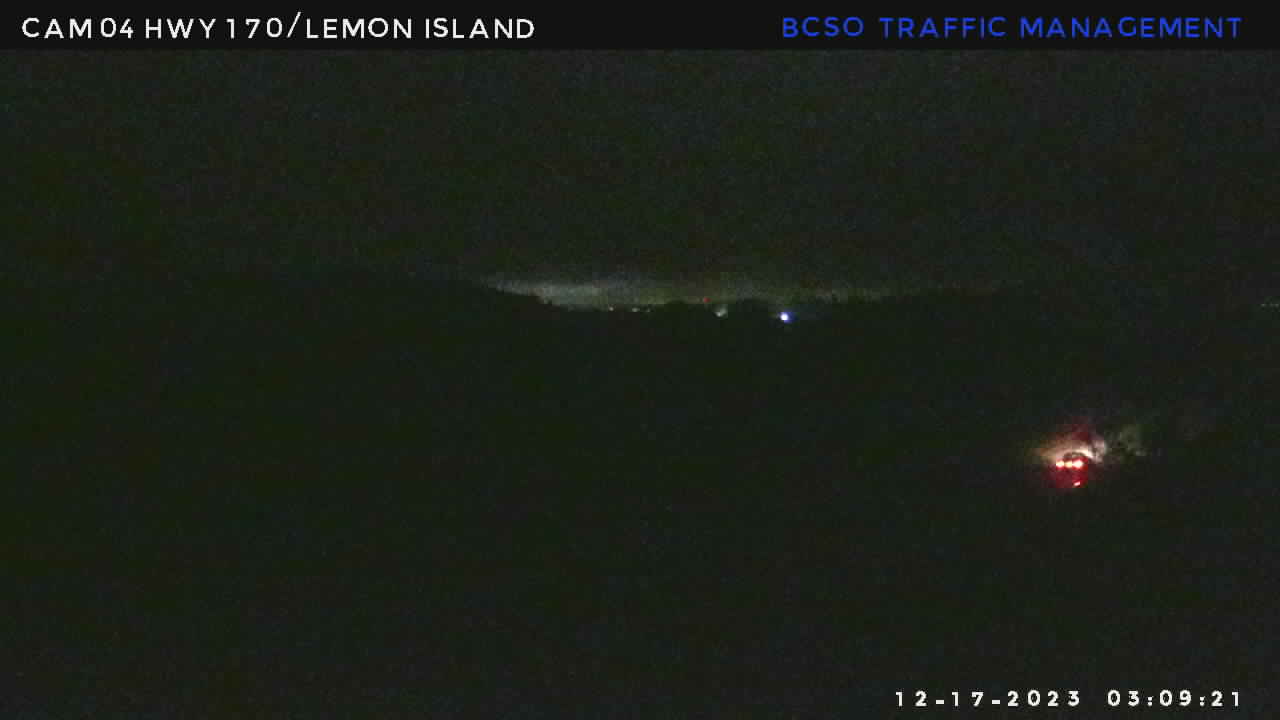 CAM04 HWY 170/LEMON ISLAND
BCSO TRAFFIC MANAGEMENT
12-17-2023 03:09:21